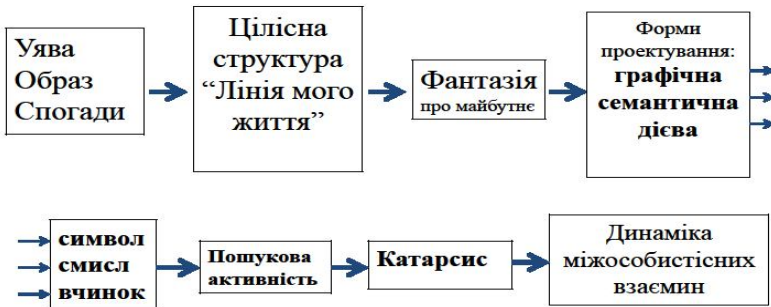 Уява
Образ
Спогади
Цілісна
структура
“Лінія мого
життя”
Фантазія
про майбутнє
Форми
проектування:
графічна
семантична
дієва
символ
смисл
вчинок
Пошукова
активність
Катарсис
Динаміка
міжособистісних
взаємин